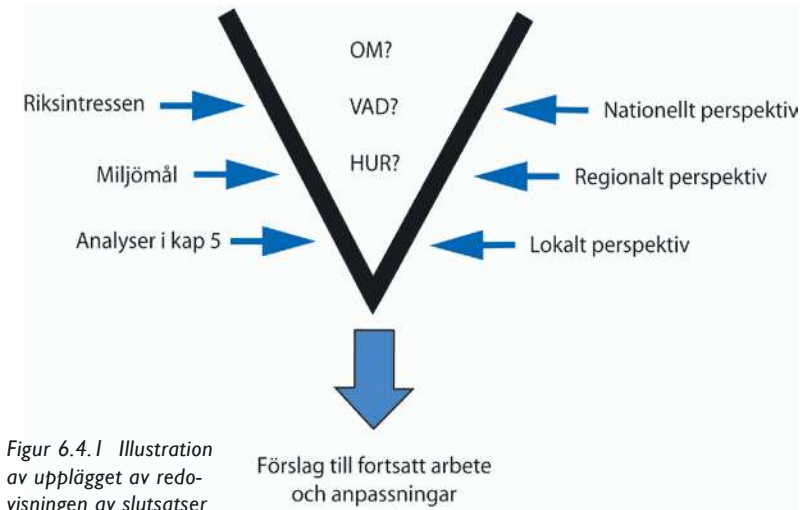 OM?
Riksintressen
VAD?
Nationellt perspektiv
HUR?
Miljömål
Regionalt perspektiv
Analyser i kap 5
Lokalt perspektiv
Figur 6.4.1 Illustration
av upplägget av redo-
visningen av slutsatser
Förslag till fortsatt arbete
och anpassningar